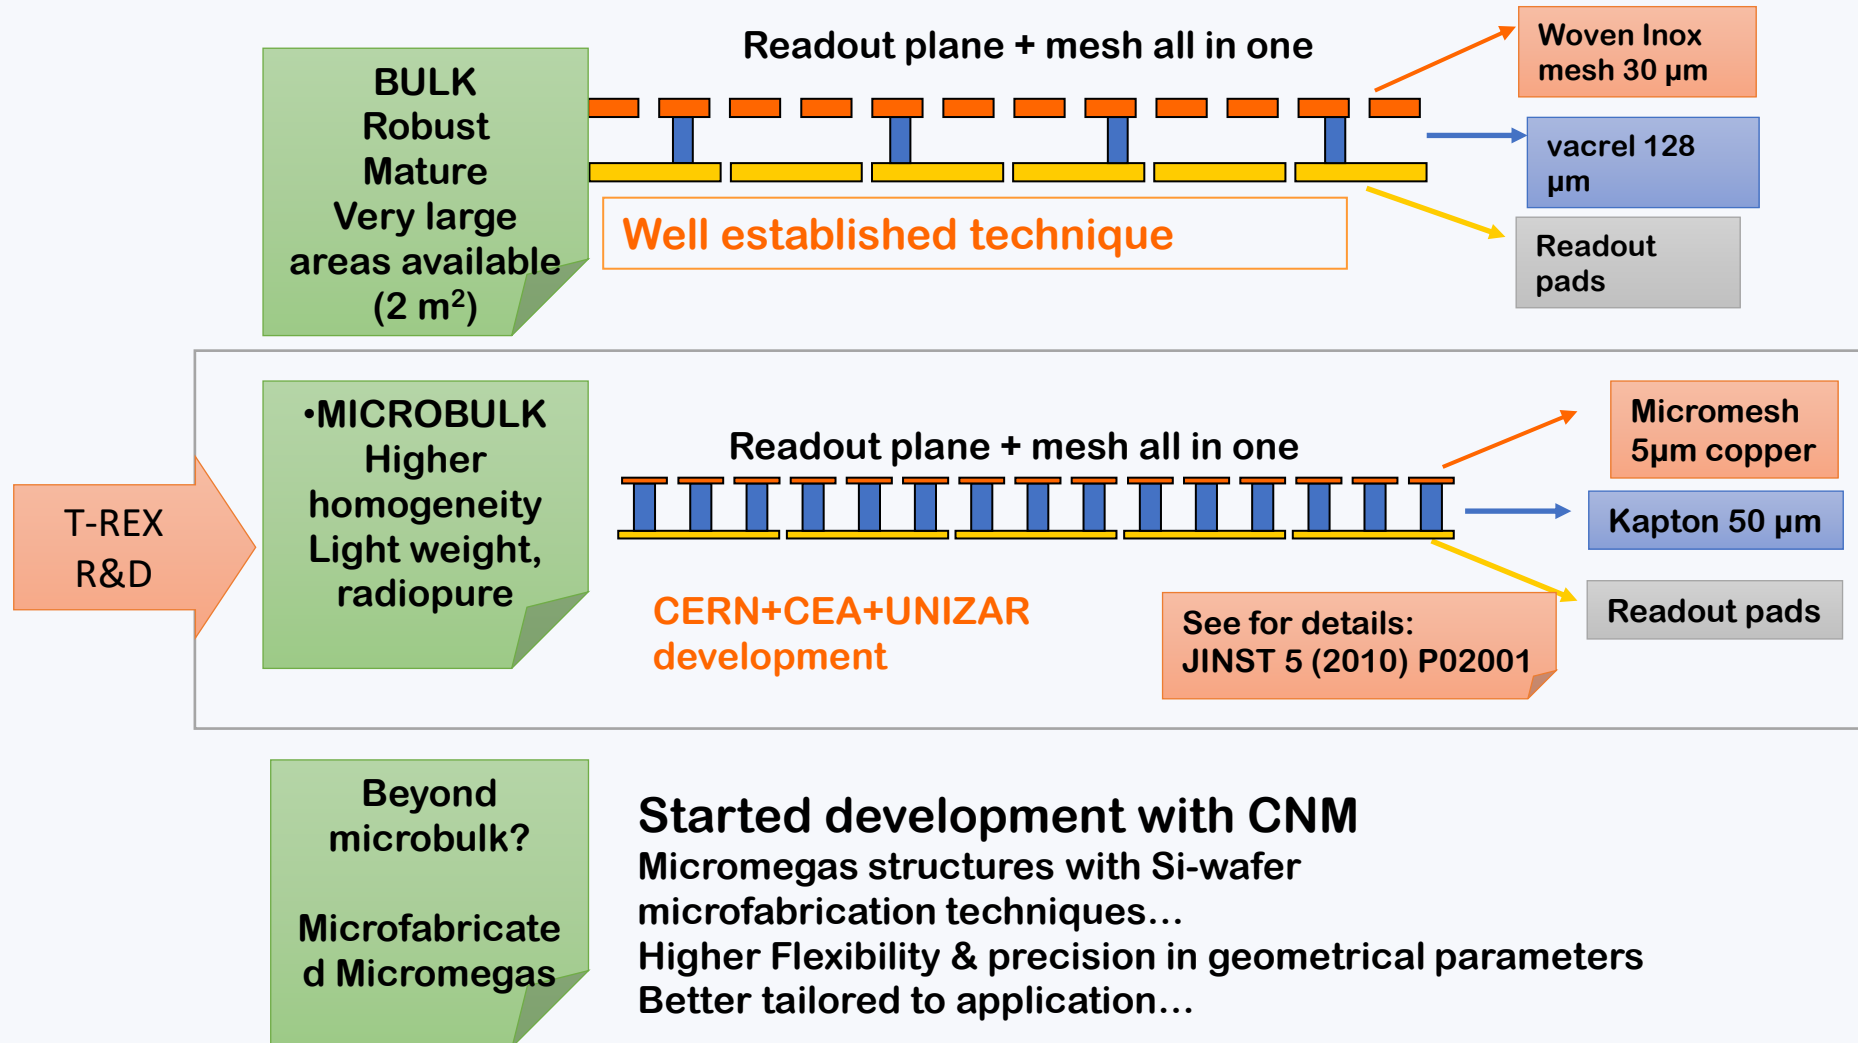 BULK
Robust
Mature
Very large
areas available
(2 m²)
Readout plane + mesh all in one
Woven Inox
mesh 30 µm
vacrel 128
µm
Readout
pads
Well established technique
T-REX
R&D
•MICROBULK
Higher
homogeneity
Light weight,
radiopure
Readout plane + mesh all in one
Micromesh
5µm copper
Kapton 50 µm
Readout pads
CERN+CEA+UNIZAR
development
See for details:
JINST 5 (2010) P02001
Beyond
microbulk?
Microfabricate
d Micromegas
Started development with CNM
Micromegas structures with Si-wafer
microfabrication techniques…
Higher Flexibility & precision in geometrical parameters
Better tailored to application…